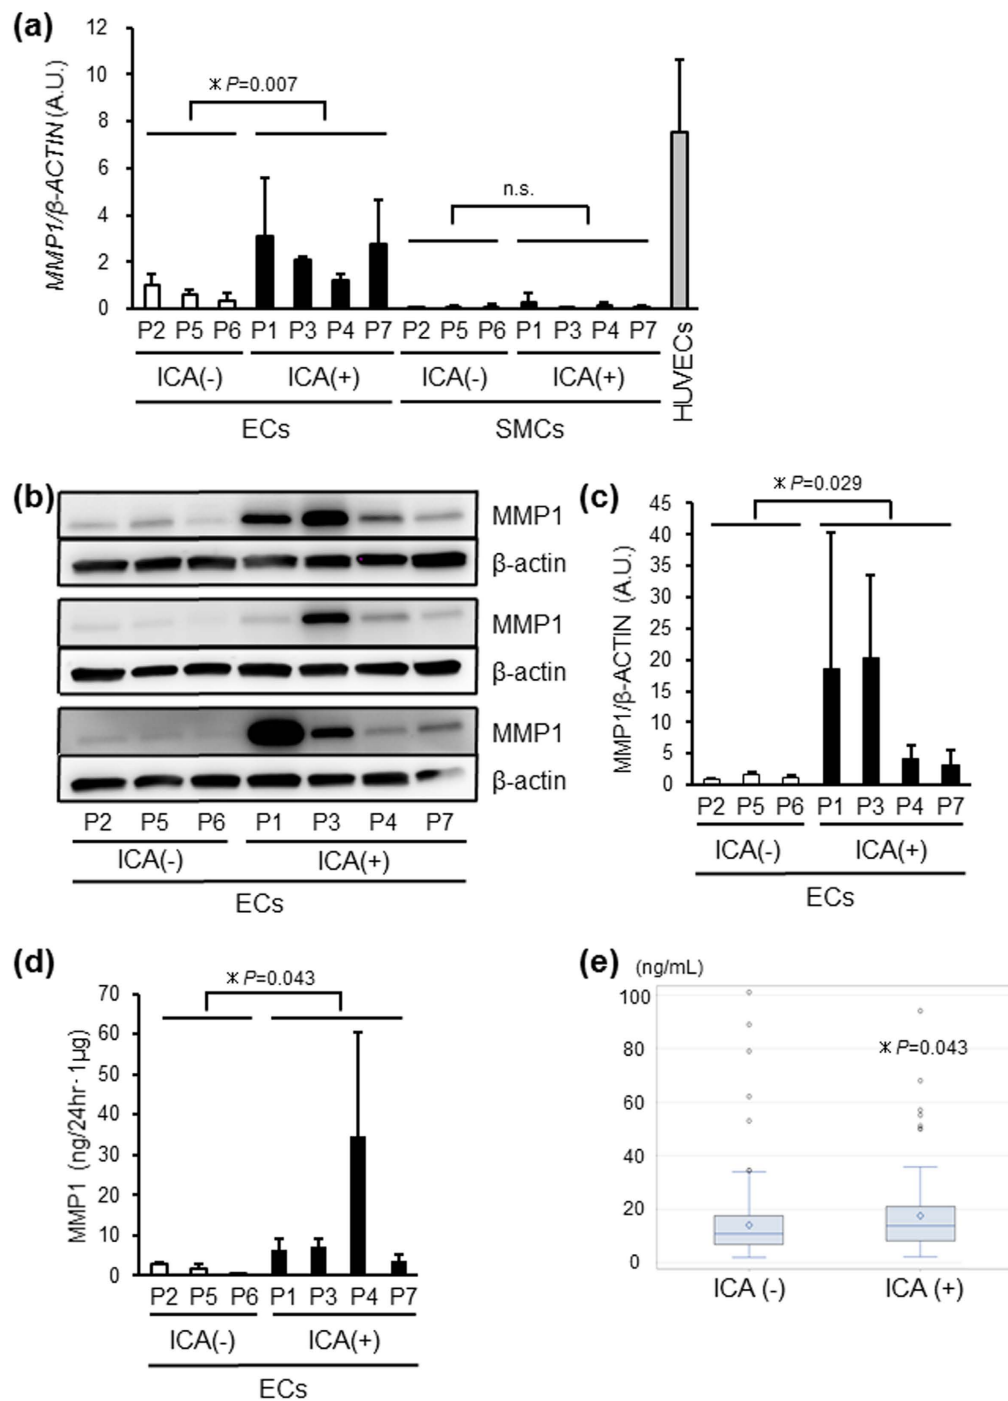 (a)
12
10
8
6
4
2
0
MMP1/β-ACTIN (A.U.)
* P=0.007
n.s.
P2 P5 P6 P1 P3 P4 P7 P2 P5 P6 P1 P3 P4 P7 HUVECs
ICA(-) ICA(+) ICA(-) ICA(+)
ECs SMCs
(b)
MMP1
β-actin
MMP1
β-actin
MMP1
β-actin
P2 P5 P6 P1 P3 P4 P7
ICA(-) ICA(+)
ECs
(c)
* P=0.029
45
40
35
30
25
20
15
10
5
0
MMP1/β-ACTIN (A.U.)
P2 P5 P6 P1 P3 P4 P7
ICA(-) ICA(+)
ECs
(d)
* P=0.043
70
60
50
40
30
20
10
0
MMP1 (ng/24hr·1μg)
P2 P5 P6 P1 P3 P4 P7
ICA(-) ICA(+)
ECs
(e) (ng/mL)
100
80
60
40
20
0
* P=0.043
ICA (-) ICA (+)